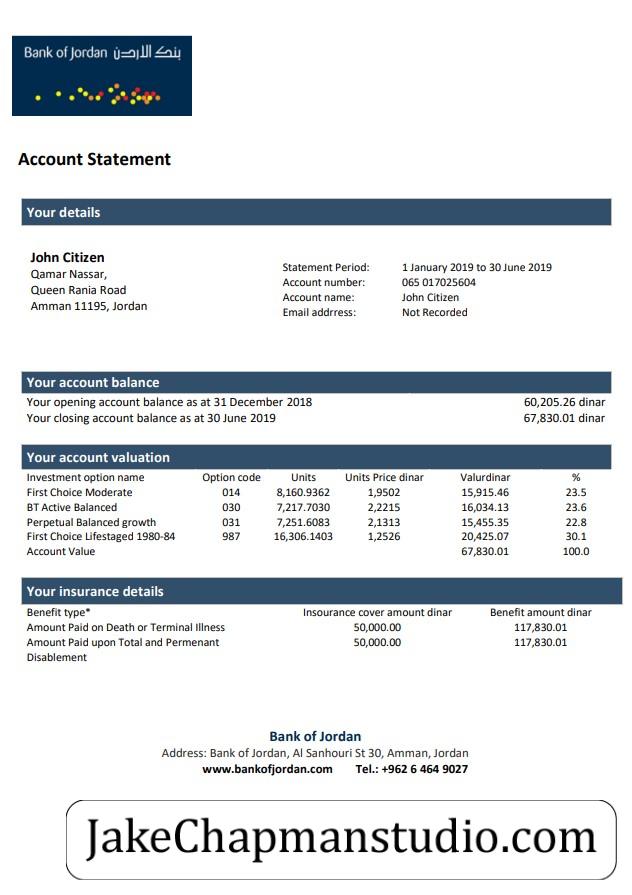 Bank of Jordan بنك الاردن
Account Statement
Your details
John Citizen
Qamar Nassar,
Queen Rania Road
Amman 11195, Jordan
Statement Period: 1 January 2019 to 30 June 2019
Account number: 065 017025604
Account name: John Citizen
Email addrress: Not Recorded
Your account balance
Your opening account balance as at 31 December 2018 60,205.26 dinar
Your closing account balance as at 30 June 2019 67,830.01 dinar
Your account valuation
Investment option name Option code Units Units Price dinar Valurdinar %
First Choice Moderate 014 8,160.9362 1,9502 15,915.46 23.5
BT Active Balanced 030 7,217.7030 2,2215 16,034.13 23.6
Perpetual Balanced growth 031 7,251.6083 2,1313 15,455.35 22.8
First Choice Lifestaged 1980-84 987 16,306.1403 1,2526 20,425.07 30.1
Account Value 67,830.01 100.0
Your insurance details
Benefit type* Insourance cover amount dinar Benefit amount dinar
Amount Paid on Death or Terminal Illness 50,000.00 117,830.01
Amount Paid upon Total and Permenant 50,000.00 117,830.01
Disablement
Bank of Jordan
Address: Bank of Jordan, Al Sanhouri St 30, Amman, Jordan
www.bankofjordan.com Tel.: +962 6 464 9027
JakeChapmanstudio.com